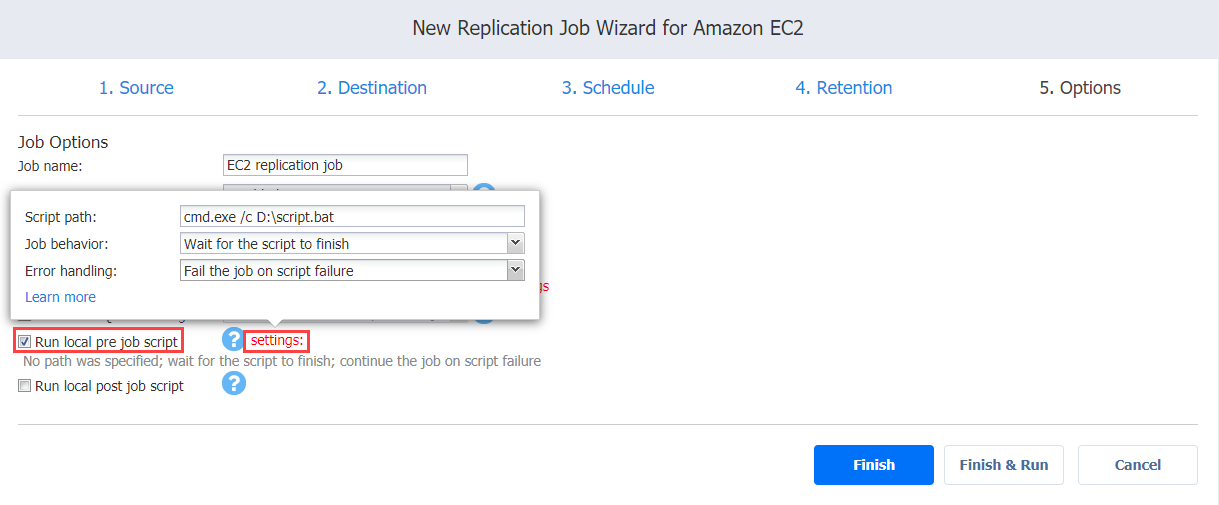 New Replication Job Wizard for Amazon EC2
1. Source 2. Destination 3. Schedule 4. Retention 5. Options
Job Options
Job name: EC2 replication job
Script path: cmd.exe /c D:\script.bat
Job behavior: Wait for the script to finish
Error handling: Fail the job on script failure
Learn more
Run local pre job script ? settings:
No path was specified; wait for the script to finish; continue the job on script failure
Run local post job script ?
Finish Finish & Run Cancel